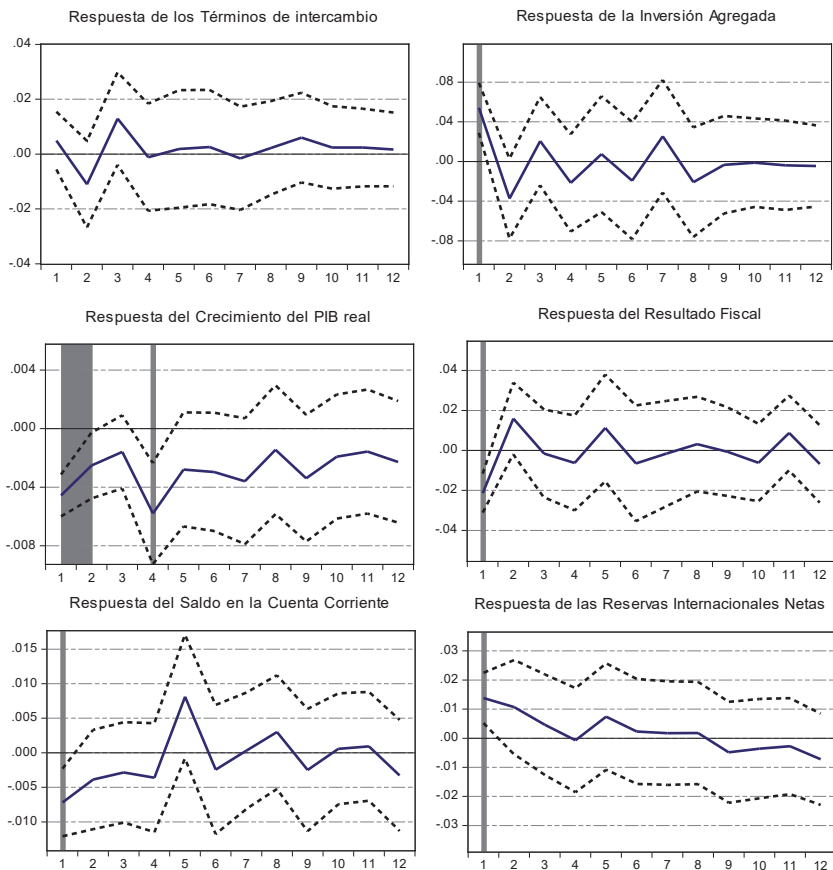 Respuesta de los Términos de intercambio
.04
.02
.00
-.02
-.04
1 2 3 4 5 6 7 8 9 10 11 12
Respuesta de la Inversión Agregada
.08
.04
.00
-.04
-.08
1 2 3 4 5 6 7 8 9 10 11 12
Respuesta del Crecimiento del PIB real
.004
.000
-.004
-.008
1 2 3 4 5 6 7 8 9 10 11 12
Respuesta del Resultado Fiscal
.04
.02
.00
-.02
-.04
1 2 3 4 5 6 7 8 9 10 11 12
Respuesta del Saldo en la Cuenta Corriente
.015
.010
.005
.000
-.005
-.010
1 2 3 4 5 6 7 8 9 10 11 12
Respuesta de las Reservas Internacionales Netas
.03
.02
.01
.00
-.01
-.02
-.03
1 2 3 4 5 6 7 8 9 10 11 12